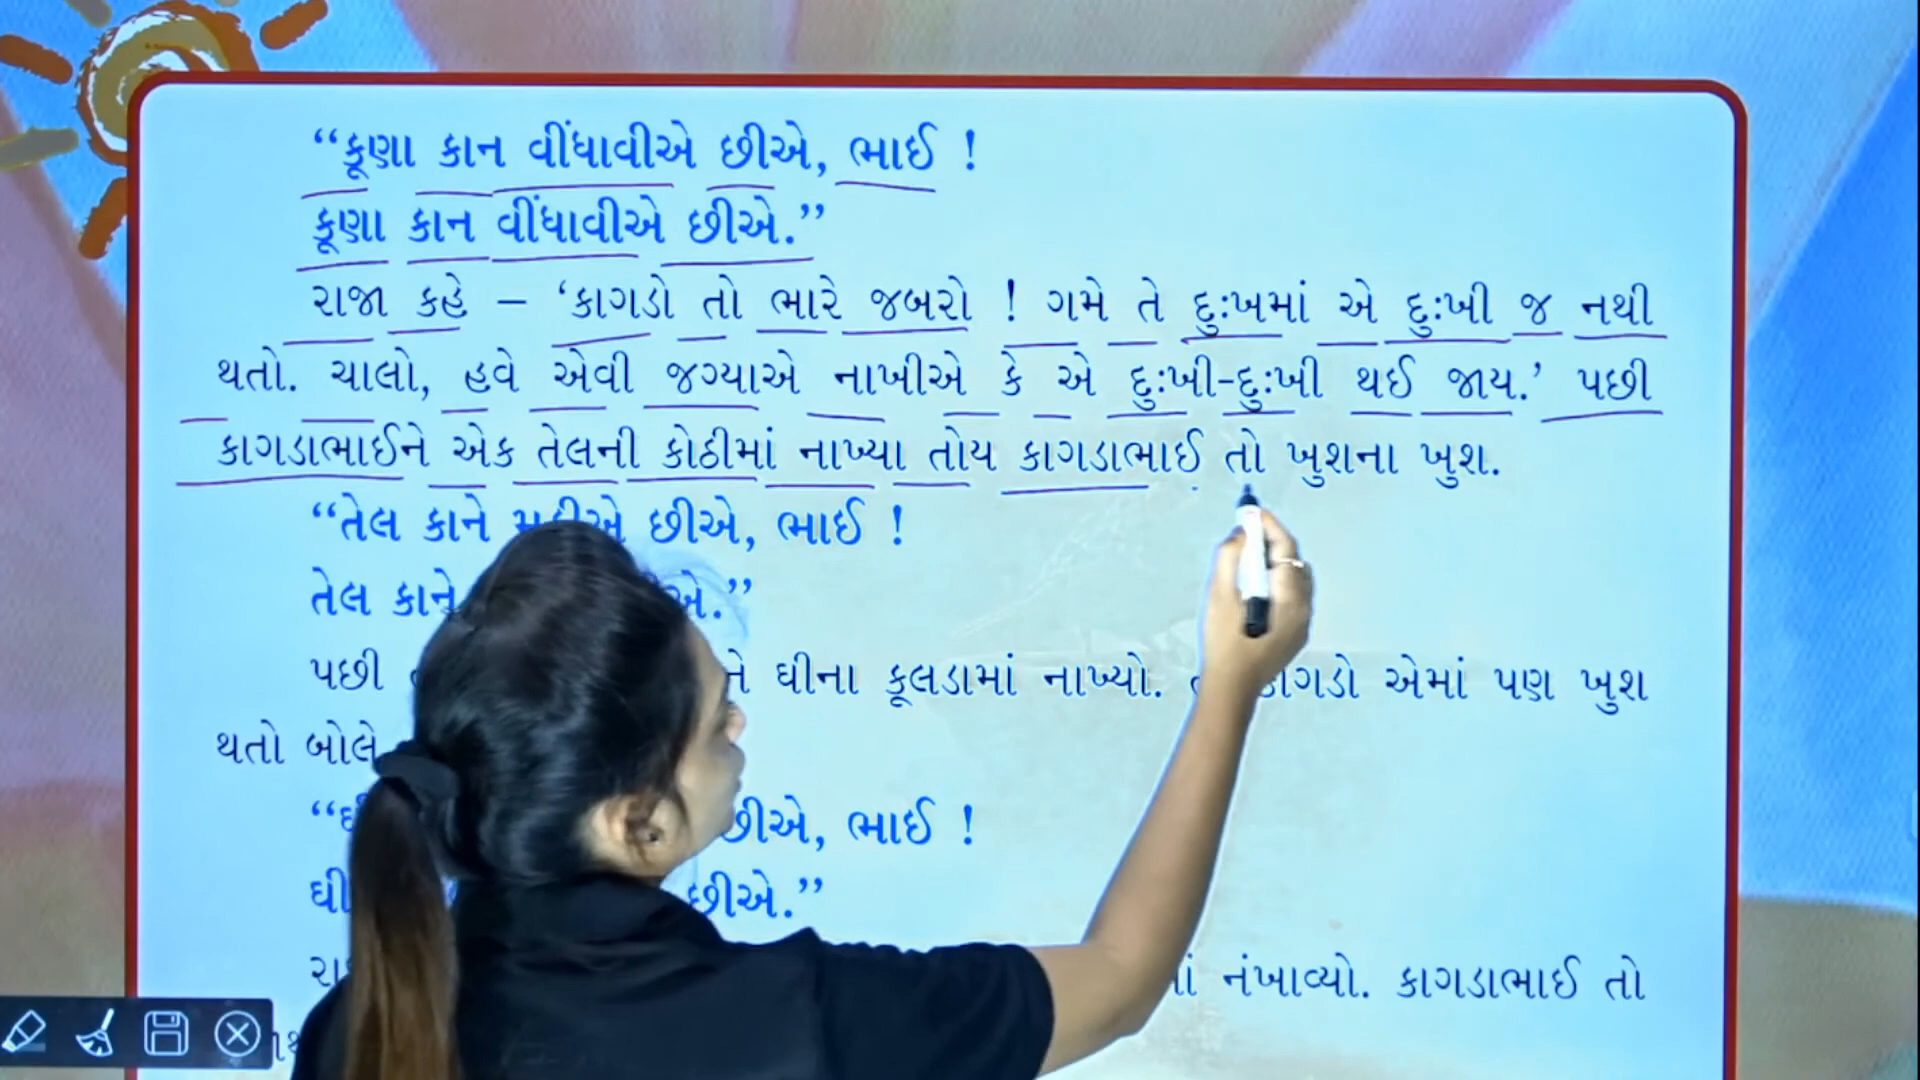 “કૂણા કાન વીંધાવીએ છીએ, ભાઈ !
કૂણા કાન વીંધાવીએ છીએ.”
રાજા કહે – ‘કાગડો તો ભારે જબરો ! ગમે તે દુઃખમાં એ દુઃખી જ નથી
થતો. ચાલો, હવે એવી જગ્યાએ નાખીએ કે એ દુઃખી-દુઃખી થઈ જાય.’ પછી
કાગડાભાઈને એક તેલની કોઠીમાં નાખ્યા તોય કાગડાભાઈ તો ખુશના ખુશ.
“તેલ કાને છીએ, ભાઈ !
તેલ કાને
પછી ઘીના કૂલડામાં નાખ્યો. કાગડો એમાં પણ ખુશ
થતો બોલે
છીએ, ભાઈ !
ઘી છીએ.”
નંખાવ્યો. કાગડાભાઈ તો